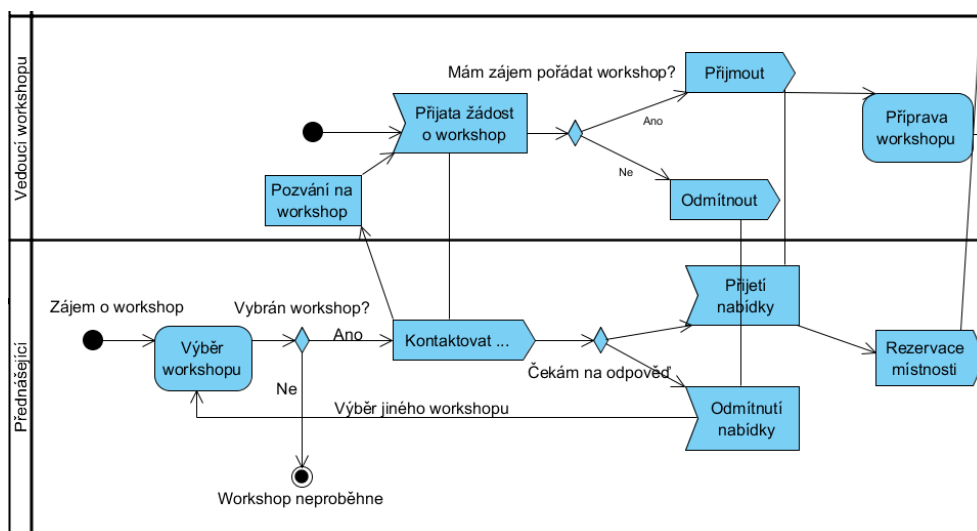 Vedoucí workshopu
Mám zájem pořádat workshop?
Přijmout
Přijata žádost
o workshop
Ano
Příprava
workshopu
Ne
Pozvání na
workshop
Odmítnout
Přednášející
Zájem o workshop
Vybrán workshop?
Přijetí
nabídky
Ano
Kontaktovat ...
Výběr
workshopu
Rezervace
místnosti
Čekám na odpověď
Ne
Výběr jiného workshopu
Odmítnutí
nabídky
Workshop neproběhne